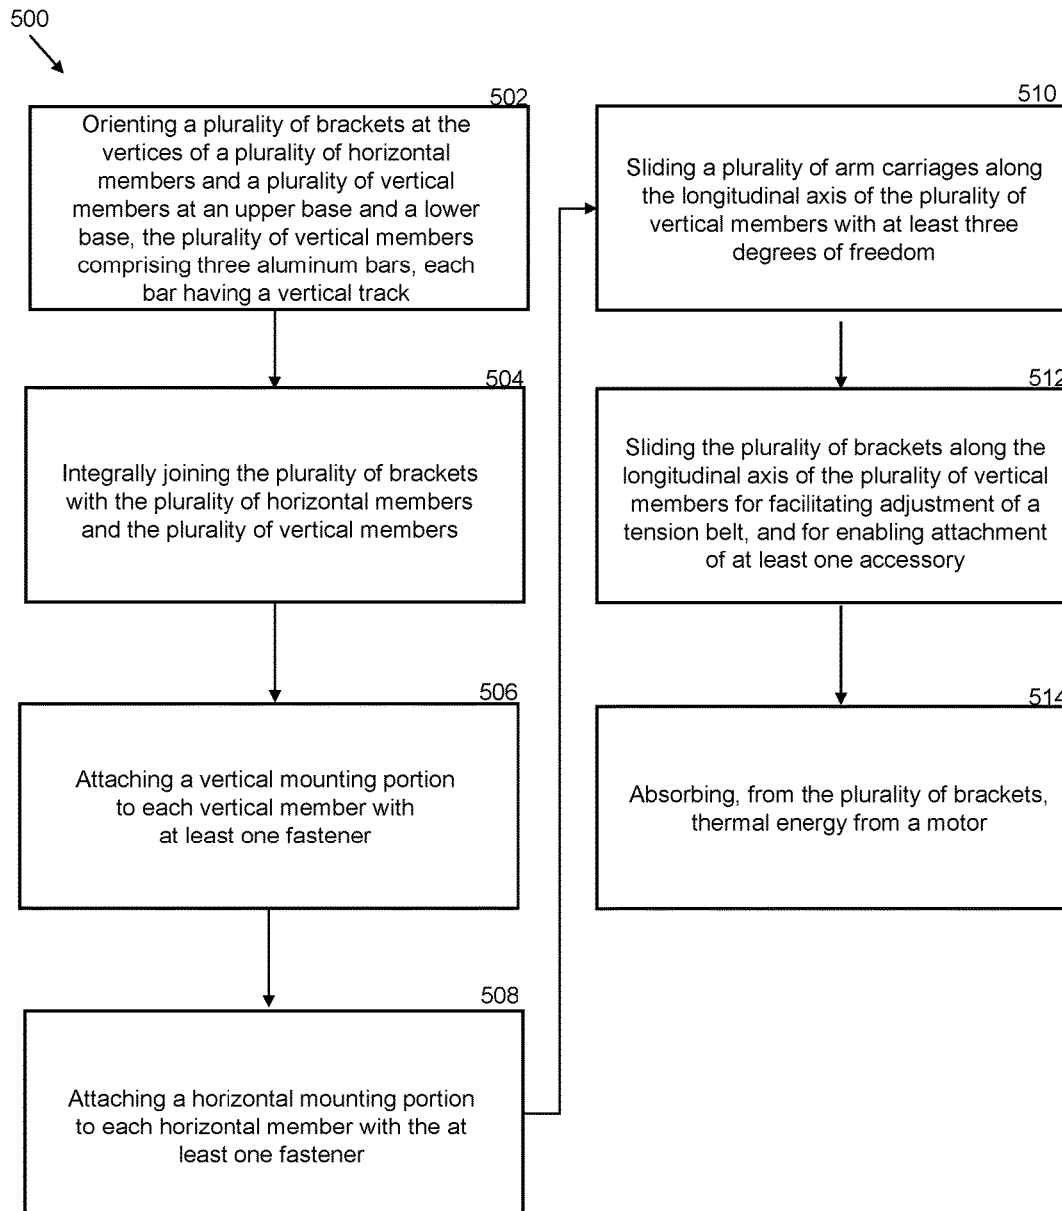 500
502
Orienting a plurality of brackets at the
vertices of a plurality of horizontal
members and a plurality of vertical
members at an upper base and a lower
base, the plurality of vertical members
comprising three aluminum bars, each
bar having a vertical track
504
Integrally joining the plurality of brackets
with the plurality of horizontal members
and the plurality of vertical members
506
Attaching a vertical mounting portion
to each vertical member with
at least one fastener
508
Attaching a horizontal mounting portion
to each horizontal member with the at
least one fastener
510
Sliding a plurality of arm carriages along
the longitudinal axis of the plurality of
vertical members with at least three
degrees of freedom
512
Sliding the plurality of brackets along the
longitudinal axis of the plurality of vertical
members for facilitating adjustment of a
tension belt, and for enabling attachment
of at least one accessory
514
Absorbing, from the plurality of brackets,
thermal energy from a motor